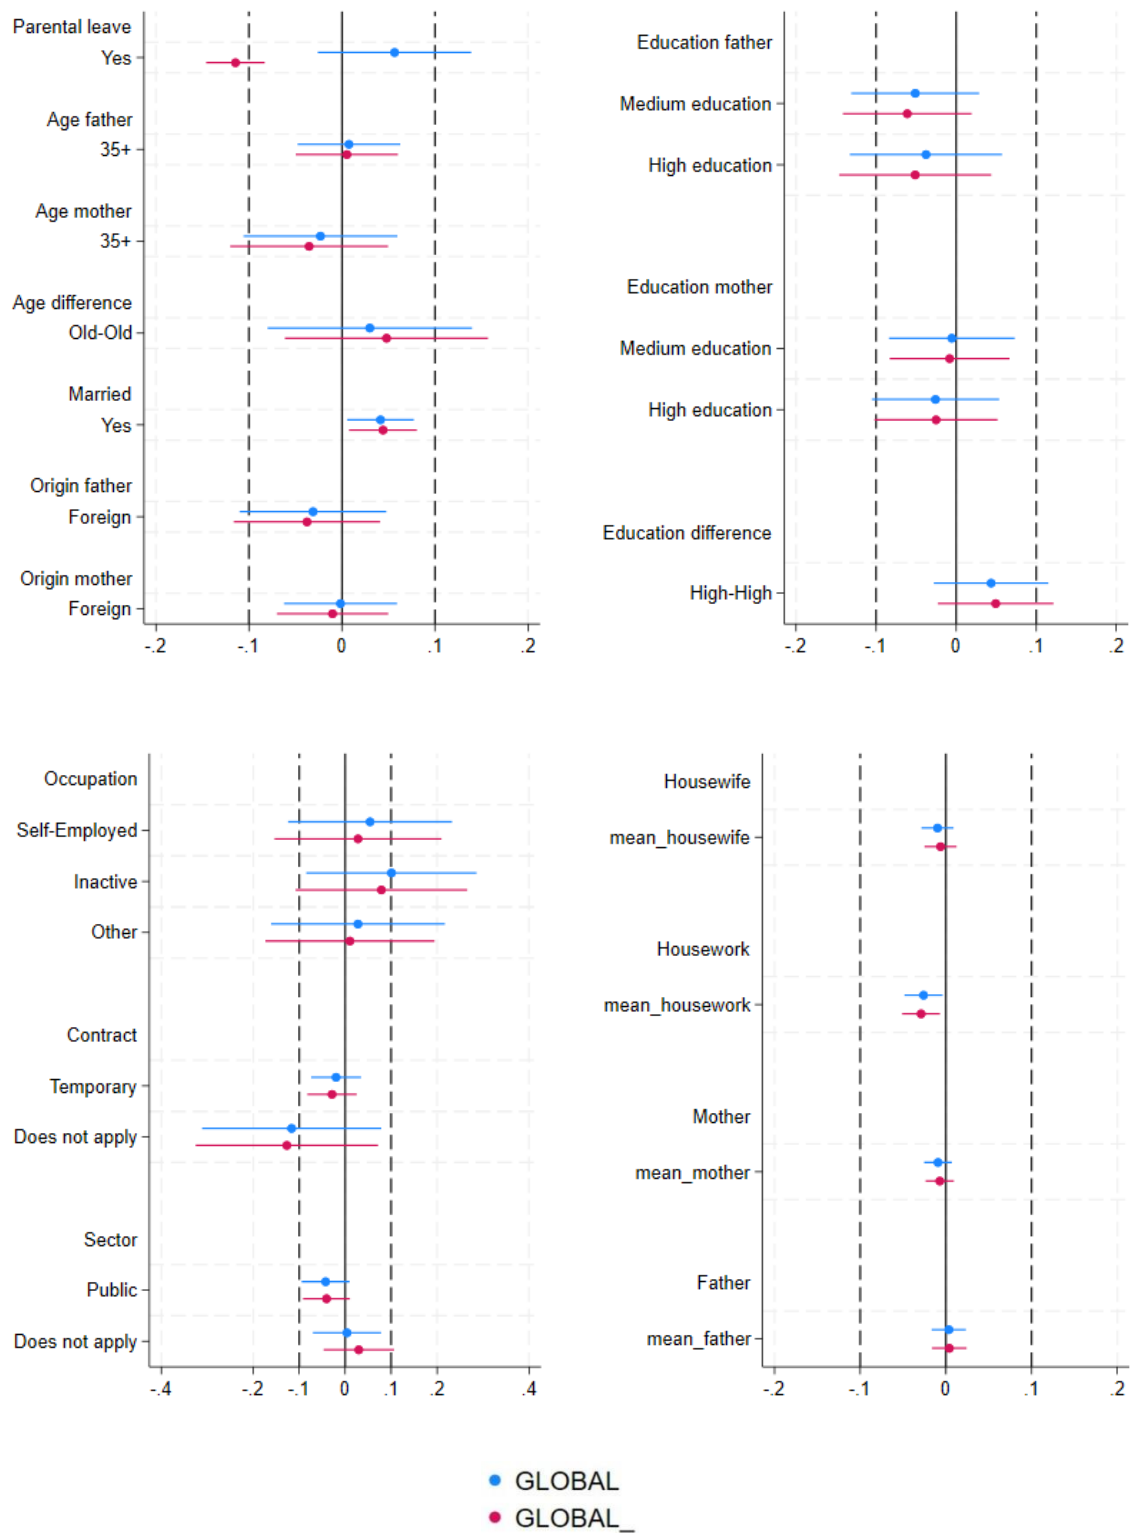 Parental leave
Yes
Age father
35+
Age mother
35+
Age difference
Old-Old
Married
Yes
Origin father
Foreign
Origin mother
Foreign
-.2 -.1 0 .1 .2
Education father
Medium education
High education
Education mother
Medium education
High education
Education difference
High-High
-.2 -.1 0 .1 .2
Occupation
Self-Employed
Inactive
Other
Contract
Temporary
Does not apply
Sector
Public
Does not apply
-.4 -.2 -.1 0 .1 .2 .4
Housewife
mean_housewife
Housework
mean_housework
Mother
mean_mother
Father
mean_father
-.2 -.1 0 .1 .2
GLOBAL
GLOBAL_